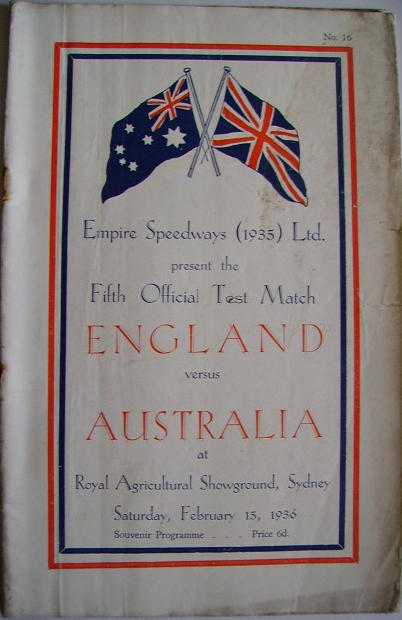 No. 16
Empire Speedways (1935) Ltd.
present the
Fifth Official Test Match
ENGLAND
versus
AUSTRALIA
at
Royal Agricultural Showground, Sydney
Saturday, February 15, 1936
Souvenir Programme . . . Price 6d.